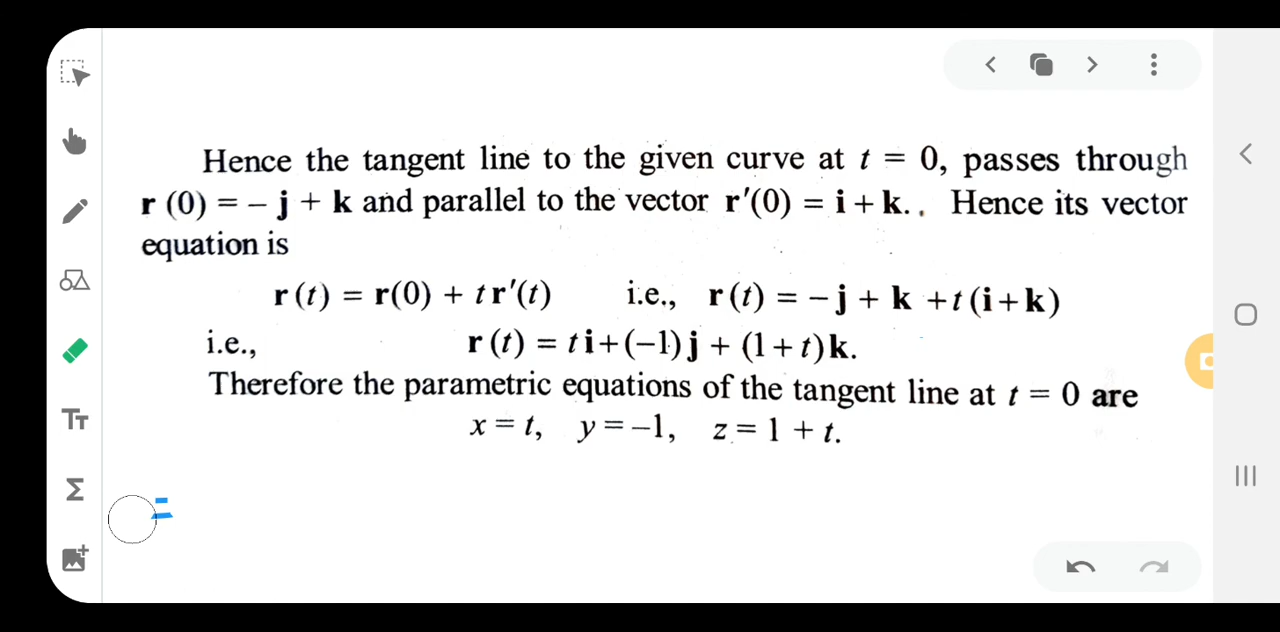 Hence the tangent line to the given curve at t = 0, passes through
r (0) = – j + k and parallel to the vector r′(0) = i + k. . Hence its vector
equation is
r (t) = r(0) + t r′(t) i.e., r (t) = – j + k + t (i + k)
i.e., r (t) = t i + (–1) j + (1 + t) k.
Therefore the parametric equations of the tangent line at t = 0 are
x = t, y = –1, z = 1 + t.